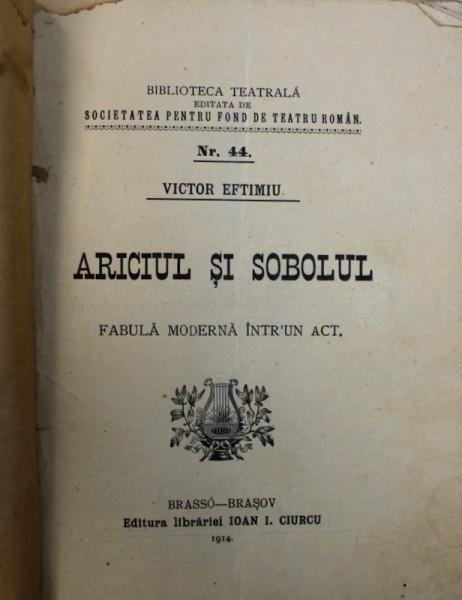 BIBLIOTECA TEATRALĂ
EDITATA DE
SOCIETATEA PENTRU FOND DE TEATRU ROMÂN.
Nr. 44.
VICTOR EFTIMIU.
ARICIUL ȘI SOBOLUL
FABULĂ MODERNĂ ÎNTR'UN ACT.
BRASSÓ—BRAȘOV
Editura librăriei IOAN I. CIURCU
1914.